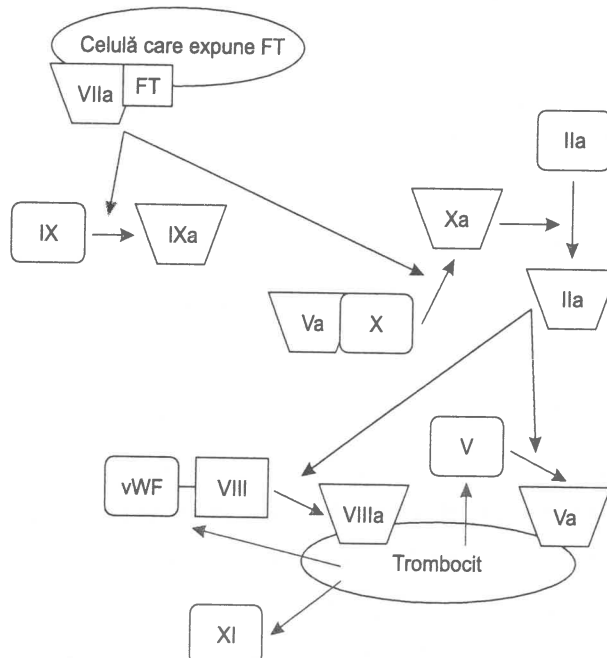 Celulă care expune FT
VIIa
FT
IIa
IX
IXa
Xa
Va
X
IIa
V
vWF
VIII
VIIIa
Va
Trombocit
XI